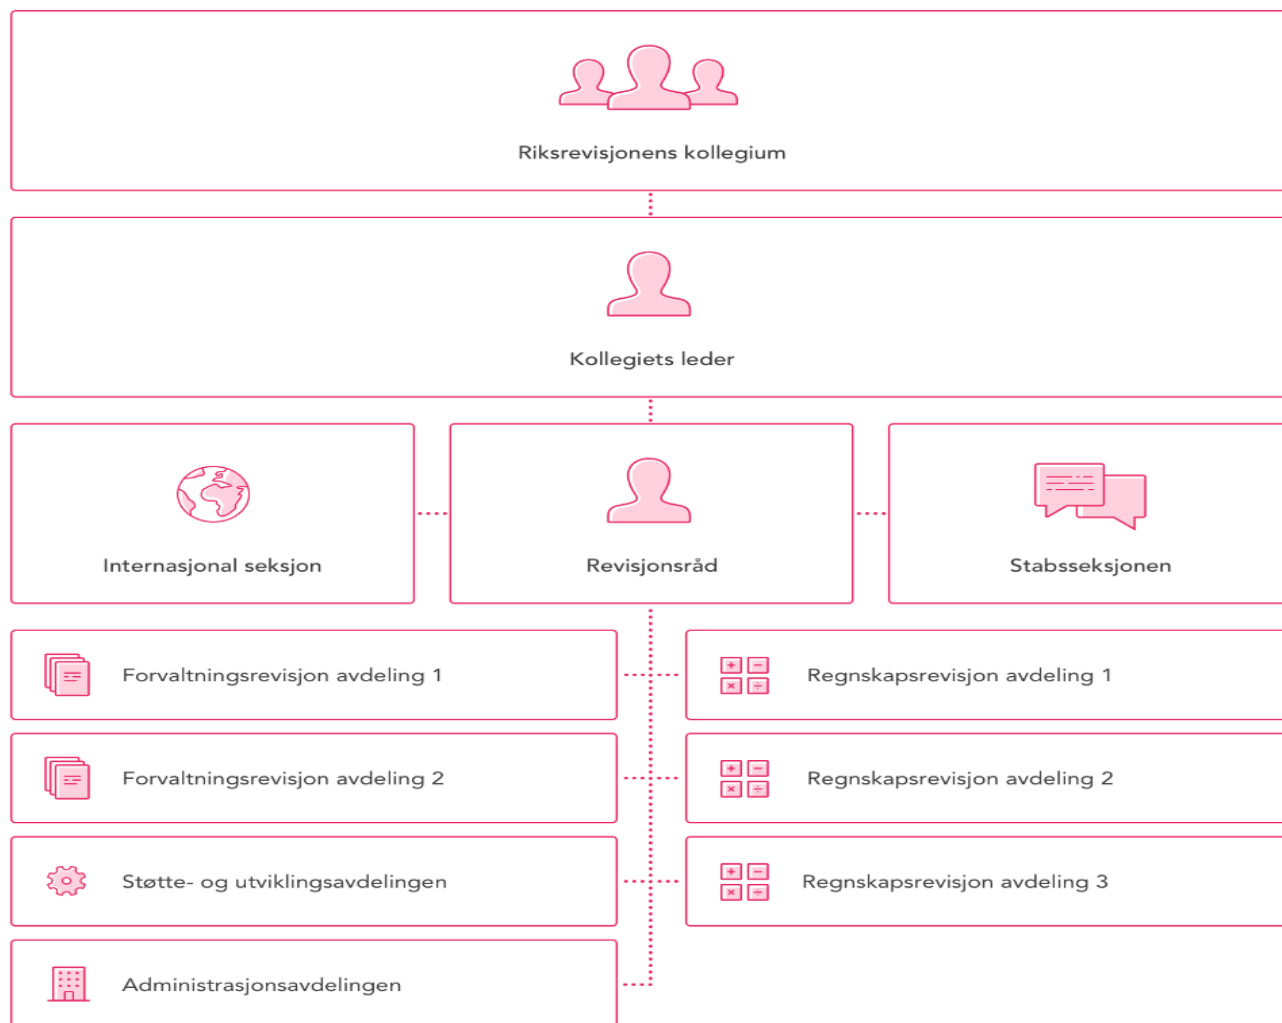 Riksrevisjonens kollegium
Kollegiets leder
Internasjonal seksjon
Revisjonsråd
Stabsseksjonen
Forvaltningsrevisjon avdeling 1
Regnskapsrevisjon avdeling 1
Forvaltningsrevisjon avdeling 2
Regnskapsrevisjon avdeling 2
Støtte- og utviklingsavdelingen
Regnskapsrevisjon avdeling 3
Administrasjonsavdelingen